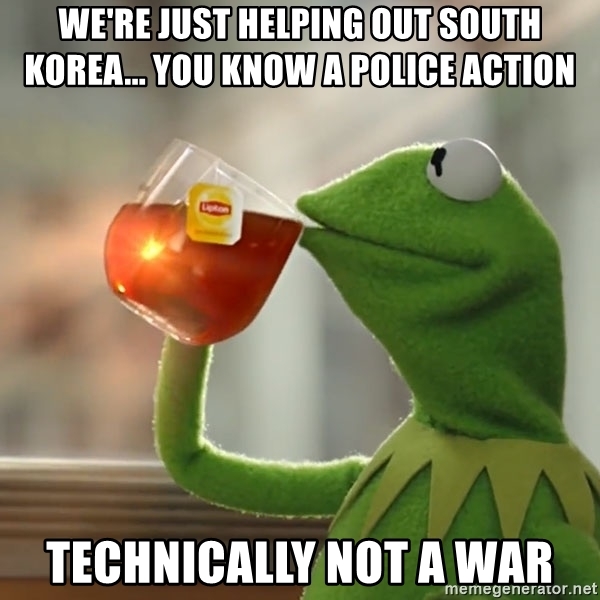 WE'RE JUST HELPING OUT SOUTH
KOREA... YOU KNOW A POLICE ACTION
Lipton
TECHNICALLY NOT A WAR
memegenerator.net